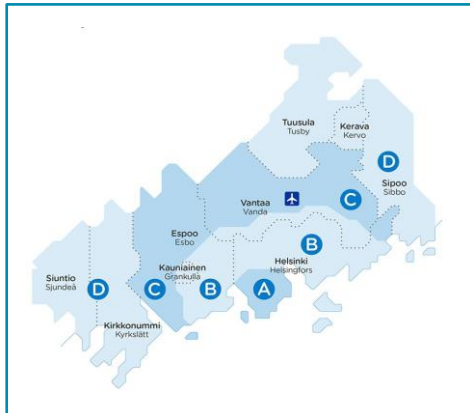 Tuusula
Tusby
Kerava
Kervo
D
Sipoo
Sibbo
Vantaa
Vanda
C
Espoo
Esbo
B
Helsinki
Helsingfors
Kauniainen
Grankulla
Siuntio
Sjundeå
D
C
B
A
Kirkkonummi
Kyrkslätt